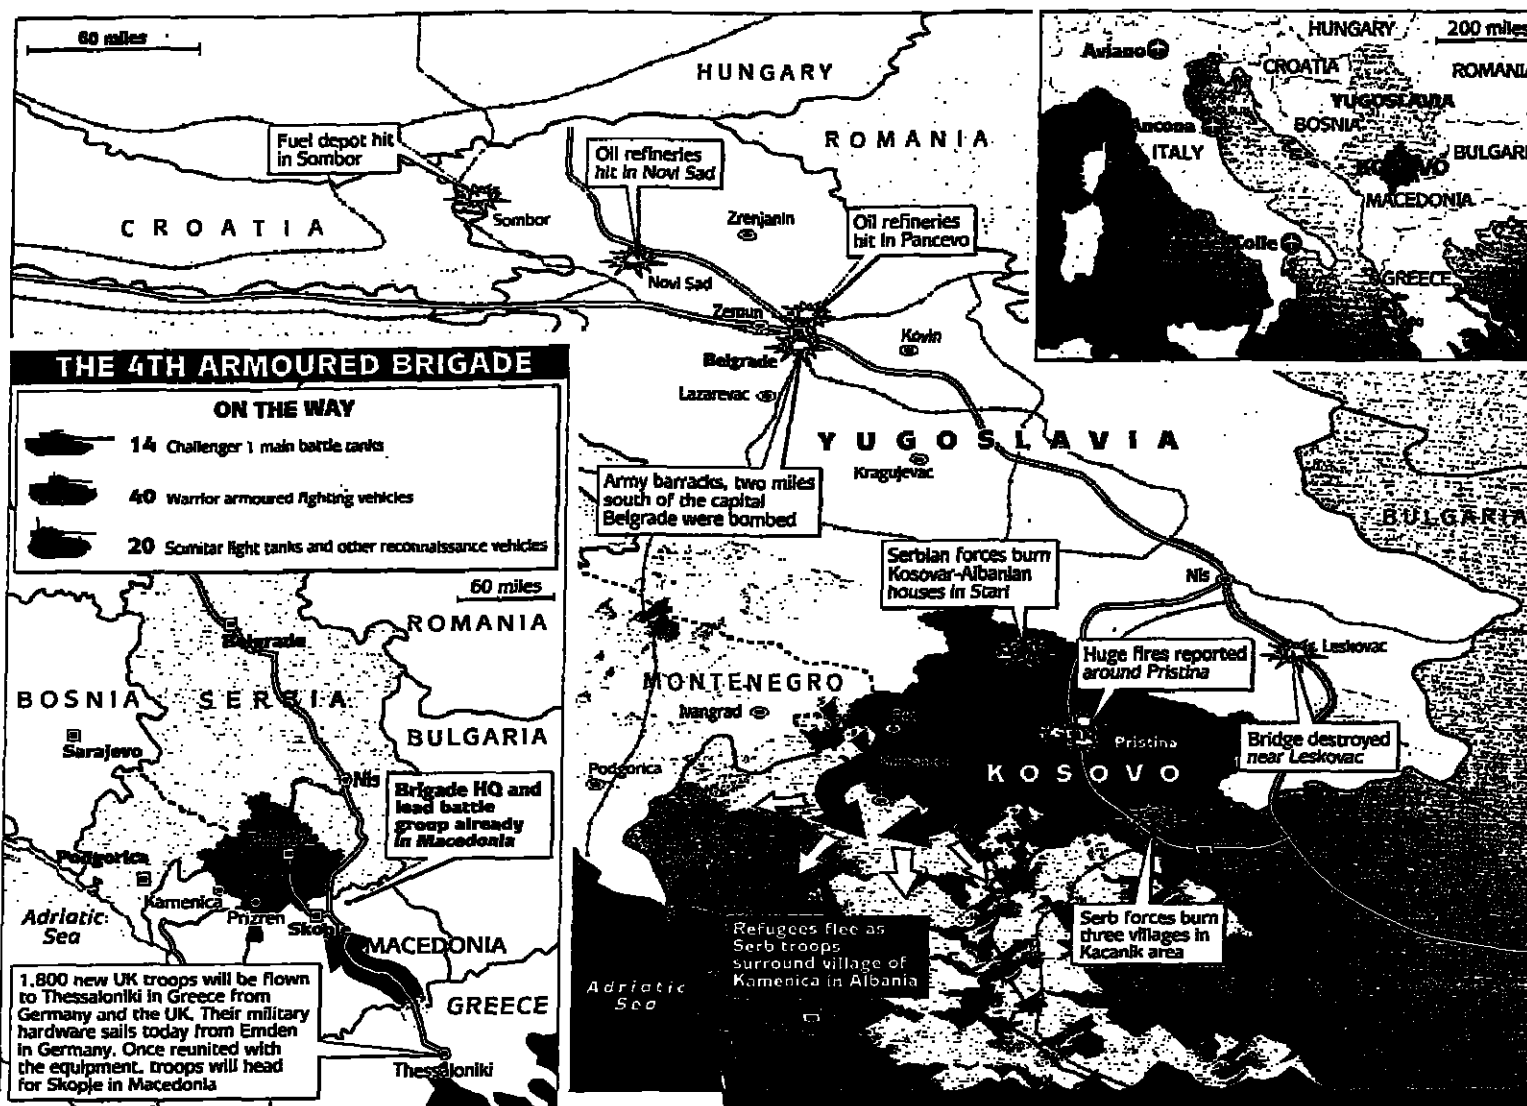 60 miles
HUNGARY
ROMANIA
Fuel depot hit
in Sombor
Oil refineries
hit in Novi Sad
CROATIA
Sombor
Zrenjanin
Oil refineries
hit in Pancevo
Novi Sad
Zemun
Belgrade
Kovin
Lazarevac
YUGOSLAVIA
Kragujevac
Army barracks, two miles
south of the capital
Belgrade were bombed
BULGARIA
Serbian forces burn
Kosovar-Albanian
houses in Stari
Nis
Leskovac
Huge fires reported
around Pristina
MONTENEGRO
Ivangrad
Pristina
Bridge destroyed
near Leskovac
KOSOVO
Podgorica
Refugees flee as
Serb troops
surround village of
Kamenica in Albania
Serb forces burn
three villages in
Kacanik area
Adriatic
Sea
200 miles
HUNGARY
Aviano
CROATIA
ROMANIA
YUGOSLAVIA
BOSNIA
Ancona
ITALY
BULGARI
KOSOVO
MACEDONIA
GREECE
THE 4TH ARMOURED BRIGADE
ON THE WAY
14 Challenger 1 main battle tanks
40 Warrior armoured fighting vehicles
20 Scimitar light tanks and other reconnaissance vehicles
60 miles
ROMANIA
Belgrade
BOSNIA
SERBIA
Sarajevo
BULGARIA
Nis
Brigade HQ and
lead battle
group already
in Macedonia
Podgorica
Kamenica
Prizren
Skopje
Adriatic
Sea
MACEDONIA
GREECE
1,800 new UK troops will be flown
to Thessaloniki in Greece from
Germany and the UK. Their military
hardware sails today from Emden
in Germany. Once reunited with
the equipment, troops will head
for Skopje in Macedonia
Thessaloniki